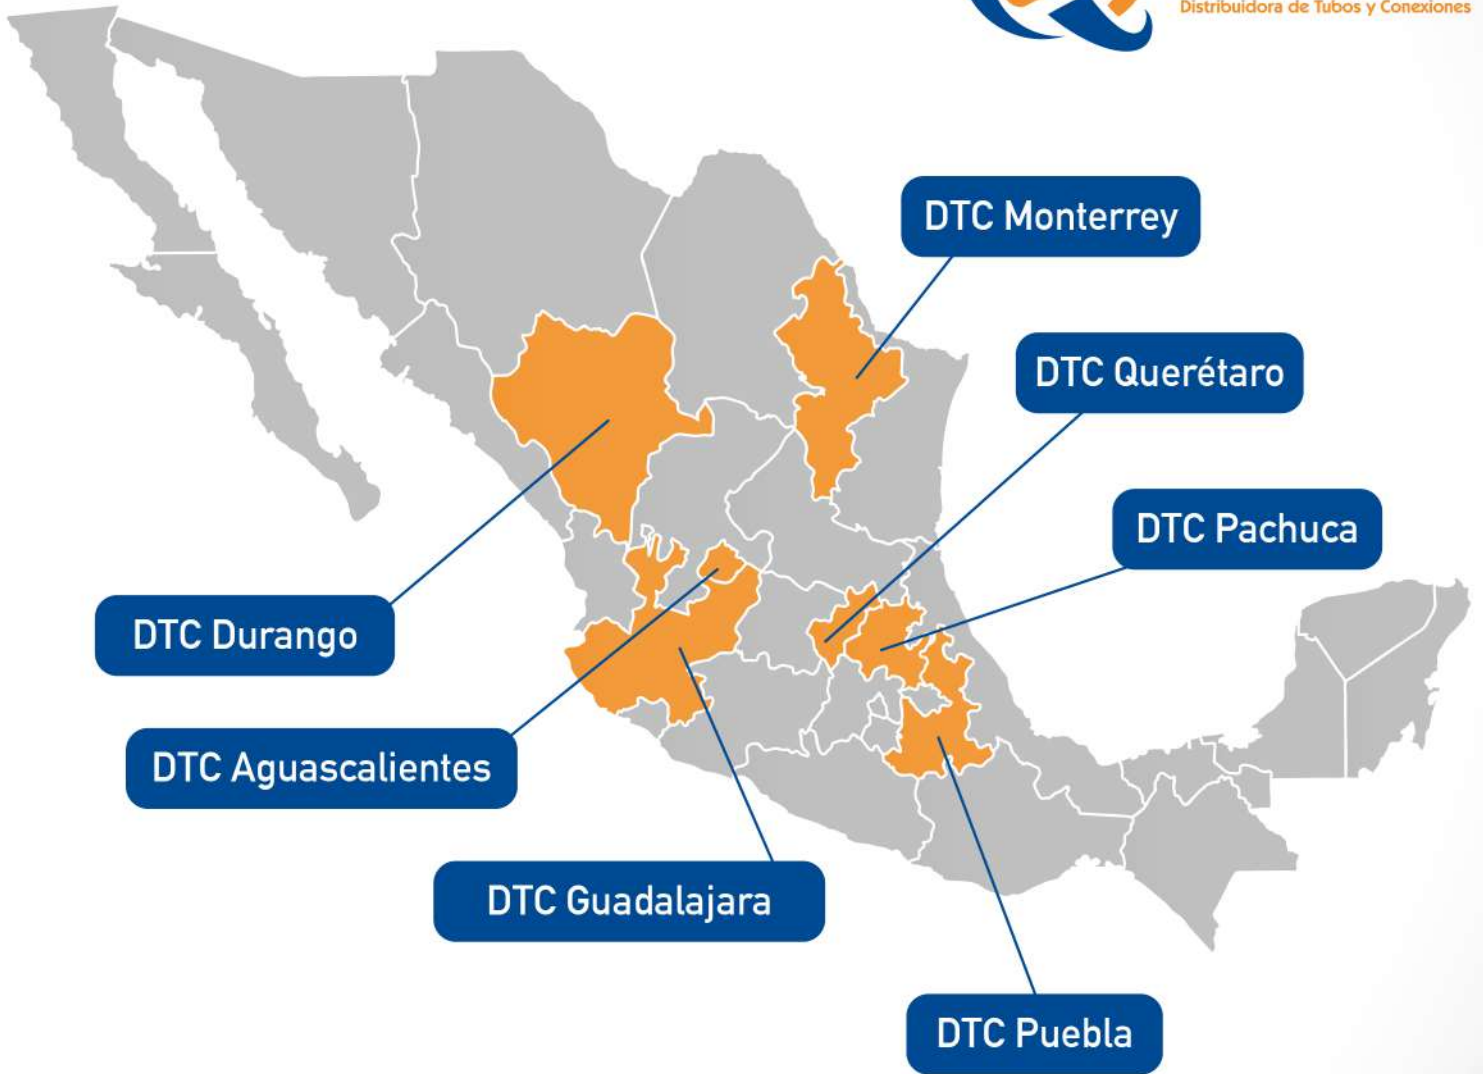 Distribuidora de Tubos y Conexiones
DTC Monterrey
DTC Querétaro
DTC Pachuca
DTC Durango
DTC Aguascalientes
DTC Guadalajara
DTC Puebla